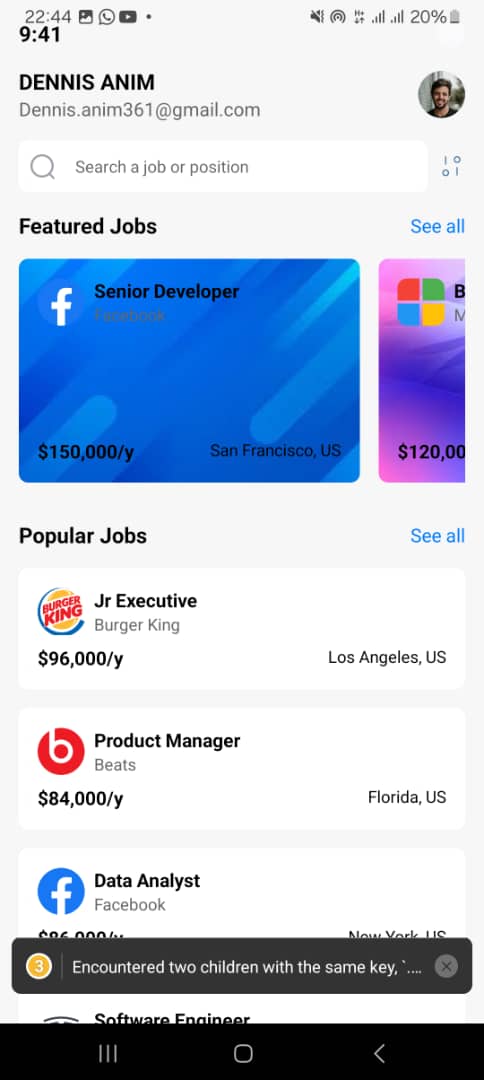 22:44
20%
9:41
DENNIS ANIM
Dennis.anim361@gmail.com
Search a job or position
Featured Jobs
See all
Senior Developer
Facebook
B
M
$150,000/y
San Francisco, US
$120,00
Popular Jobs
See all
BURGER KING
Jr Executive
Burger King
$96,000/y
Los Angeles, US
Product Manager
Beats
$84,000/y
Florida, US
Data Analyst
Facebook
$86,000/y
New York, US
3
Encountered two children with the same key, `....
Software Engineer